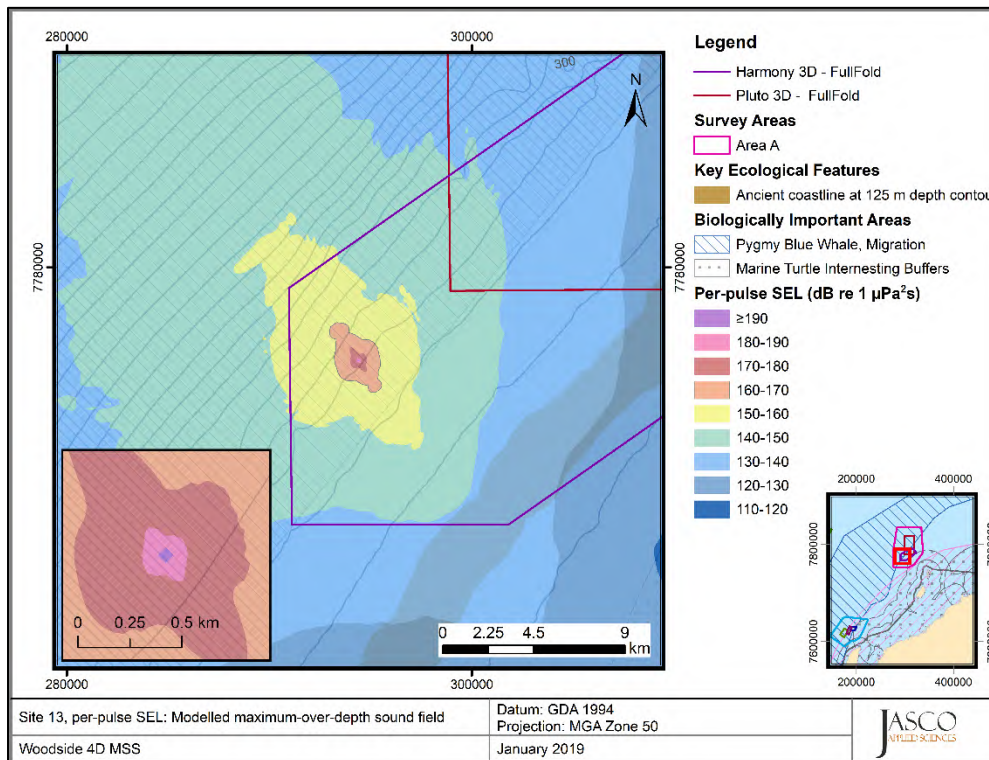 280000
300000
300
N
7780000
7780000
0
0.25
0.5 km
0
2.25
4.5
9
km
280000
300000
Legend
Harmony 3D - FullFold
Pluto 3D - FullFold
Survey Areas
Area A
Key Ecological Features
Ancient coastline at 125 m depth contou
Biologically Important Areas
Pygmy Blue Whale, Migration
Marine Turtle Internesting Buffers
Per-pulse SEL (dB re 1 µPa²s)
≥190
180-190
170-180
160-170
150-160
140-150
130-140
120-130
110-120
200000
400000
7800000
7600000
200000
400000
Site 13, per-pulse SEL: Modelled maximum-over-depth sound field
Datum: GDA 1994
Projection: MGA Zone 50
Woodside 4D MSS
January 2019
JASCO
APPLIED SCIENCES